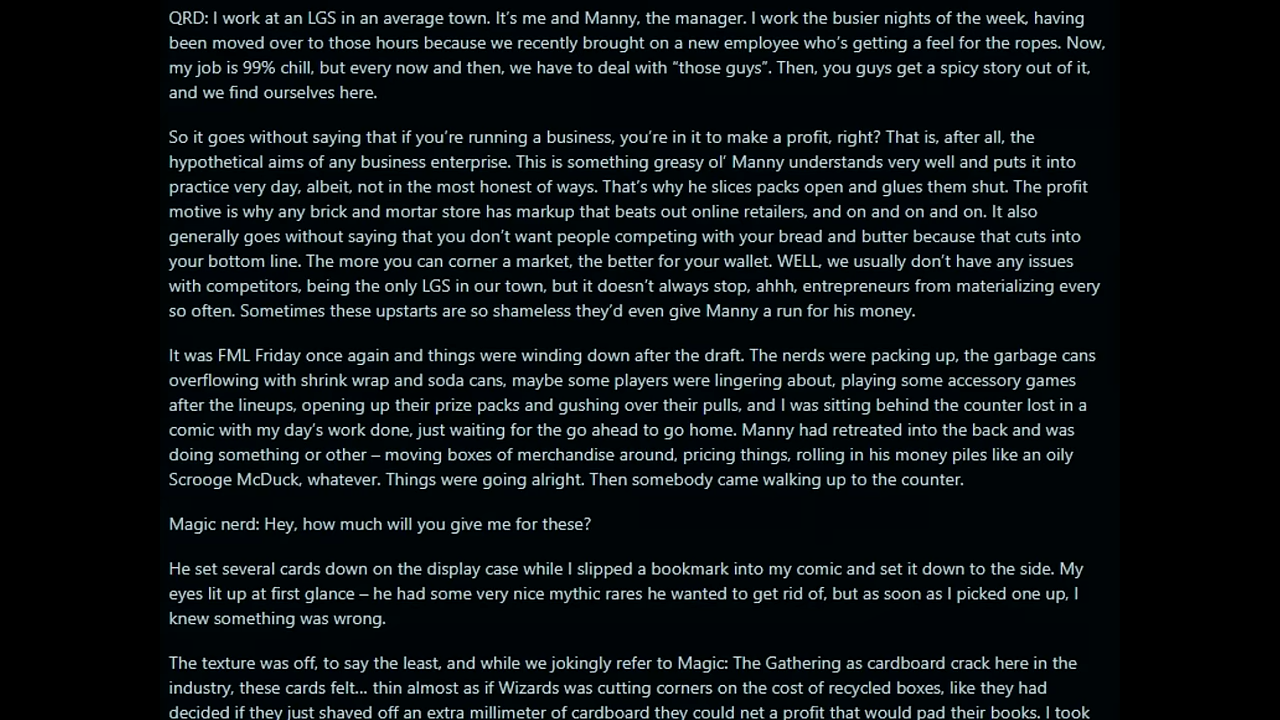 QRD: I work at an LGS in an average town. It’s me and Manny, the manager. I work the busier nights of the week, having
been moved over to those hours because we recently brought on a new employee who’s getting a feel for the ropes. Now,
my job is 99% chill, but every now and then, we have to deal with “those guys”. Then, you guys get a spicy story out of it,
and we find ourselves here.
So it goes without saying that if you’re running a business, you’re in it to make a profit, right? That is, after all, the
hypothetical aims of any business enterprise. This is something greasy ol’ Manny understands very well and puts it into
practice very day, albeit, not in the most honest of ways. That’s why he slices packs open and glues them shut. The profit
motive is why any brick and mortar store has markup that beats out online retailers, and on and on and on. It also
generally goes without saying that you don’t want people competing with your bread and butter because that cuts into
your bottom line. The more you can corner a market, the better for your wallet. WELL, we usually don’t have any issues
with competitors, being the only LGS in our town, but it doesn’t always stop, ahhh, entrepreneurs from materializing every
so often. Sometimes these upstarts are so shameless they’d even give Manny a run for his money.
It was FML Friday once again and things were winding down after the draft. The nerds were packing up, the garbage cans
overflowing with shrink wrap and soda cans, maybe some players were lingering about, playing some accessory games
after the lineups, opening up their prize packs and gushing over their pulls, and I was sitting behind the counter lost in a
comic with my day’s work done, just waiting for the go ahead to go home. Manny had retreated into the back and was
doing something or other – moving boxes of merchandise around, pricing things, rolling in his money piles like an oily
Scrooge McDuck, whatever. Things were going alright. Then somebody came walking up to the counter.
Magic nerd: Hey, how much will you give me for these?
He set several cards down on the display case while I slipped a bookmark into my comic and set it down to the side. My
eyes lit up at first glance – he had some very nice mythic rares he wanted to get rid of, but as soon as I picked one up, I
knew something was wrong.
The texture was off, to say the least, and while we jokingly refer to Magic: The Gathering as cardboard crack here in the
industry, these cards felt… thin almost as if Wizards was cutting corners on the cost of recycled boxes, like they had
decided if they just shaved off an extra millimeter of cardboard they could net a profit that would pad their books. I took